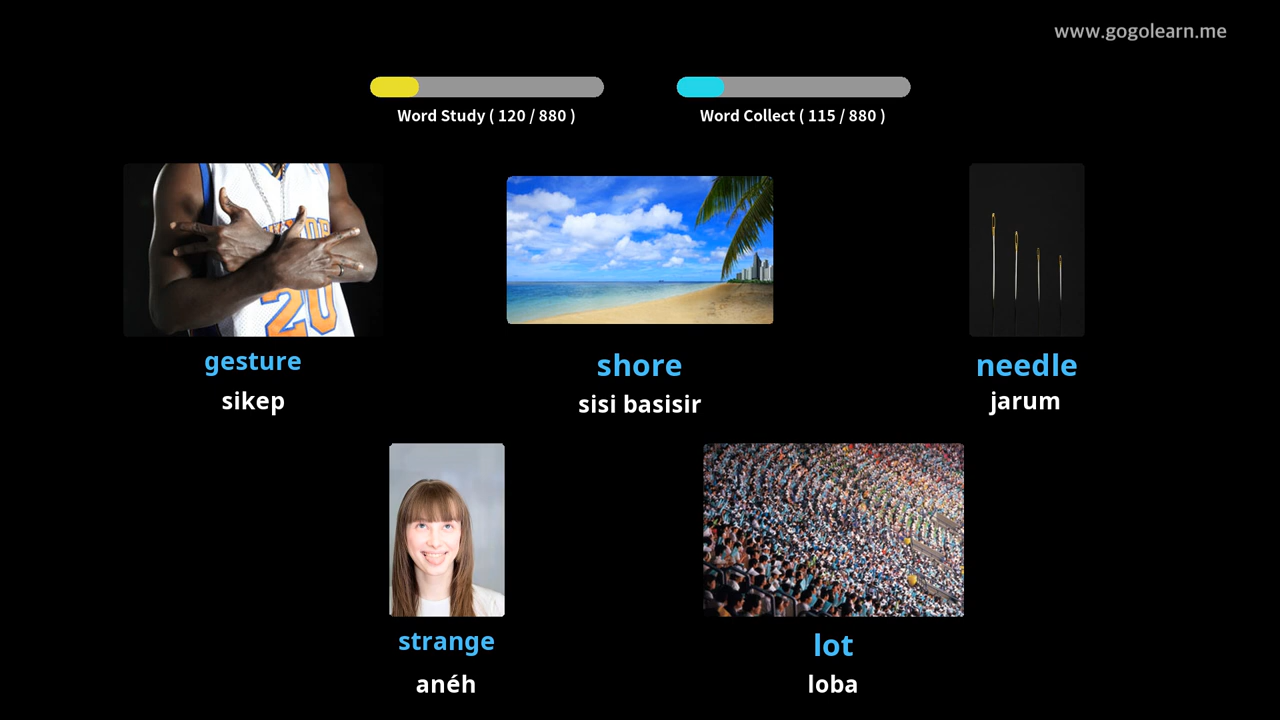 www.gogolearn.me
Word Study ( 120 / 880 )
Word Collect ( 115 / 880 )
20
gesture
sikep
shore
sisi basisir
needle
jarum
strange
anéh
lot
loba